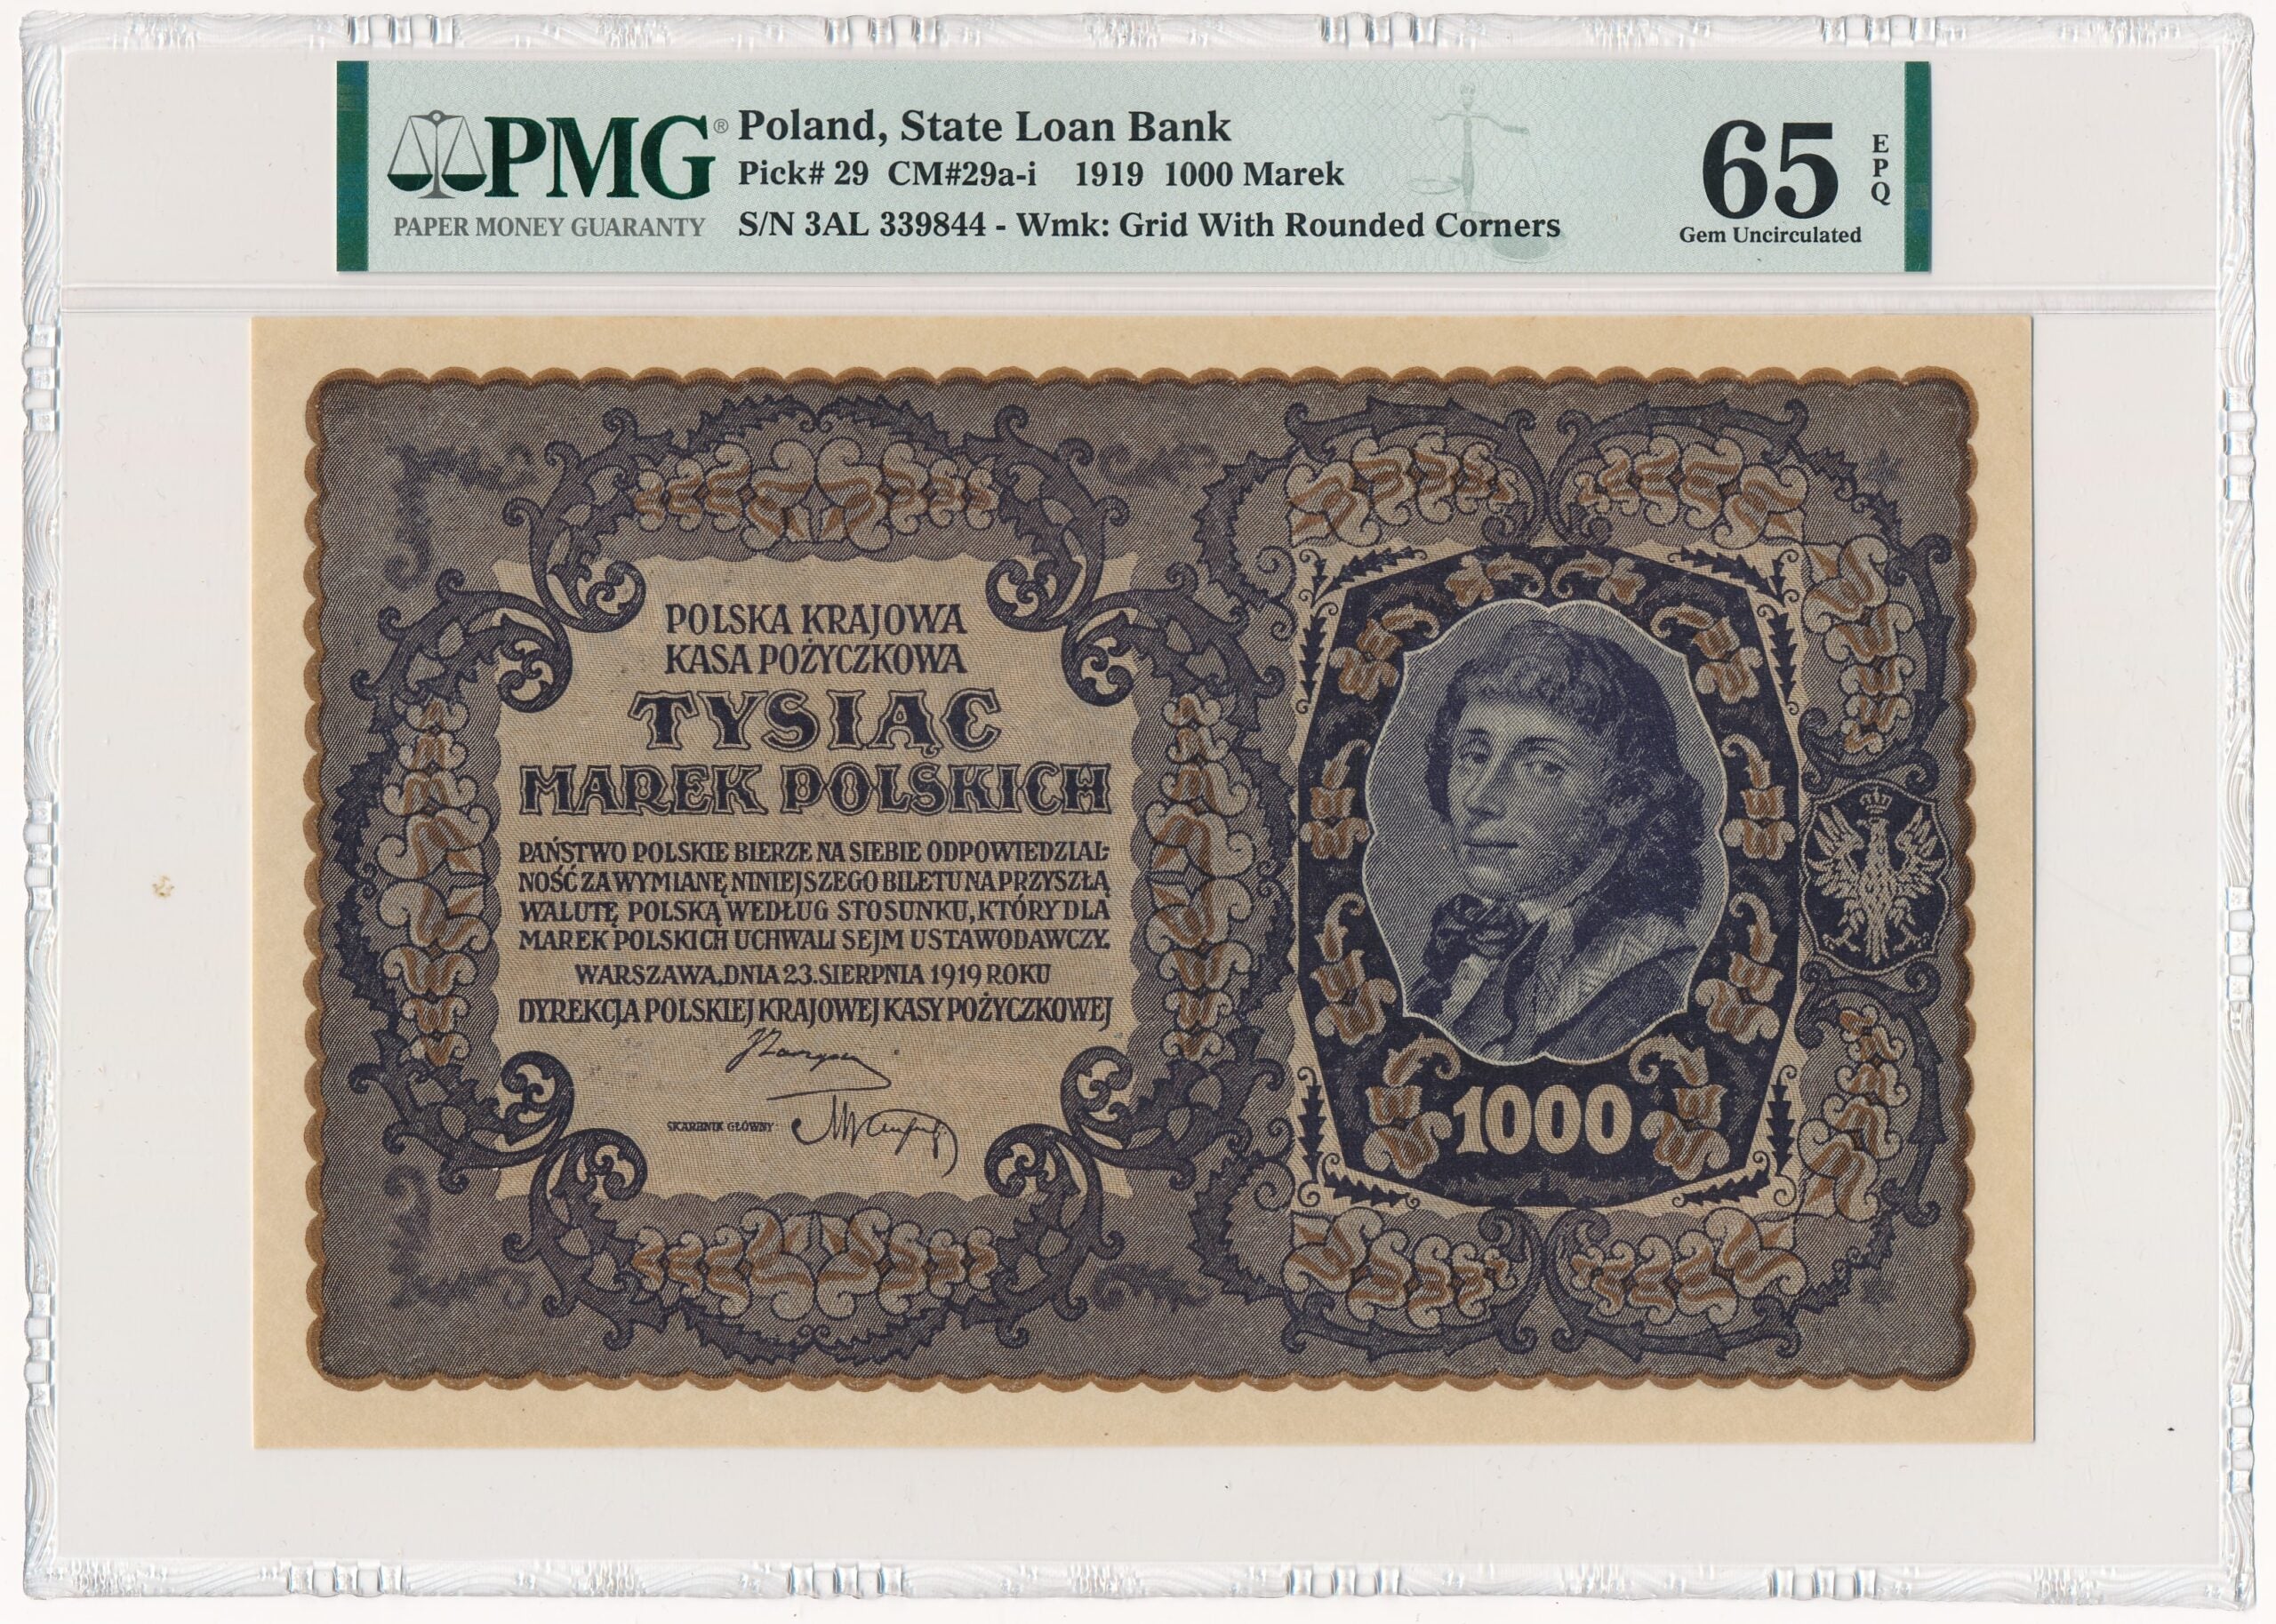 PMG®
PAPER MONEY GUARANTY
Poland, State Loan Bank
Pick# 29 CM#29a-i 1919 1000 Marek
S/N 3AL 339844 - Wmk: Grid With Rounded Corners
65
EPQ
Gem Uncirculated
POLSKA KRAJOWA
KASA POŻYCZKOWA
TYSIĄC
MAREK POLSKICH
PAŃSTWO POLSKIE BIERZE NA SIEBIE ODPOWIEDZIAL-
NOŚĆ ZA WYMIANĘ NINIEJSZEGO BILETU NA PRZYSZŁĄ
WALUTĘ POLSKĄ WEDŁUG STOSUNKU, KTÓRY DLA
MAREK POLSKICH UCHWALI SEJM USTAWODAWCZY.
WARSZAWA, DNIA 23. SIERPNIA 1919 ROKU
DYREKCJA POLSKIEJ KRAJOWEJ KASY POŻYCZKOWEJ
SKARBNIK GŁÓWNY:
1000